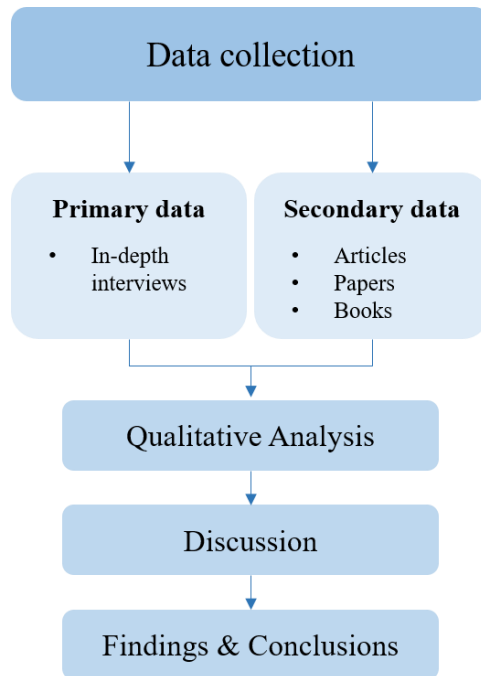 Data collection
Primary data
• In-depth
interviews
Secondary data
• Articles
• Papers
• Books
Qualitative Analysis
Discussion
Findings & Conclusions